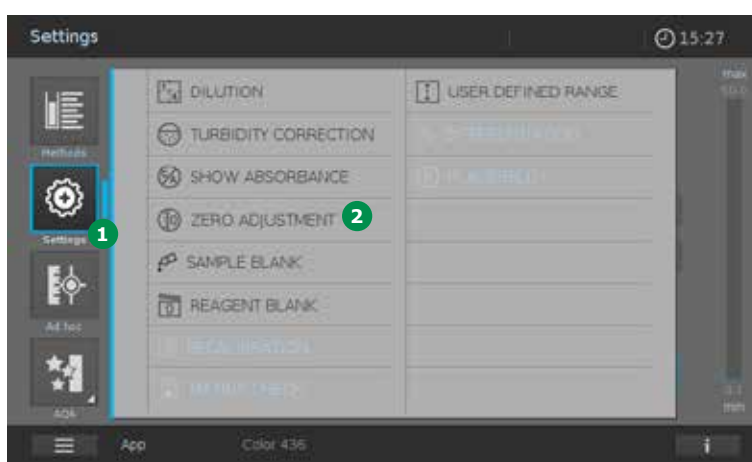 Settings
15:27
DILUTION
TURBIDITY CORRECTION
SHOW ABSORBANCE
ZERO ADJUSTMENT 2
SAMPLE BLANK
REAGENT BLANK
USER DEFINED RANGE
Methods
Settings 1
Ad hoc
AQA
max
min
App
Color 436
i